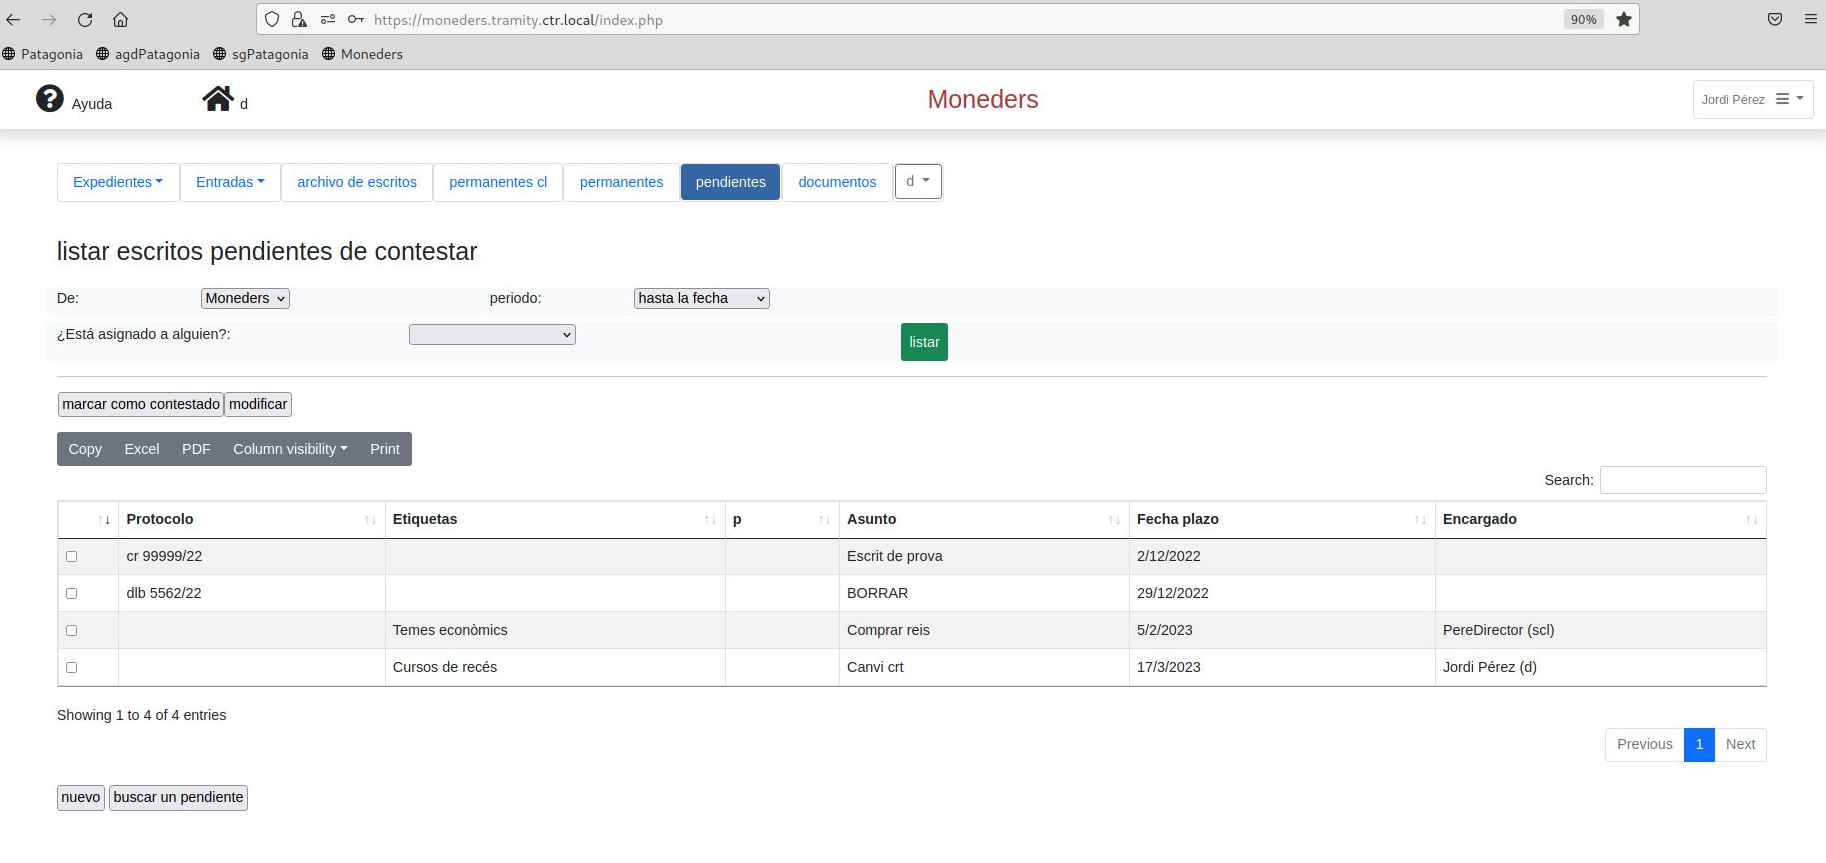 https://moneders.tramity.ctr.local/index.php 90%
Patagonia agdPatagonia sgPatagonia Moneders
Ayuda d Moneders Jordi Pérez
Expedientes Entradas archivo de escritos permanentes cl permanentes pendientes documentos d
listar escritos pendientes de contestar
De: Moneders periodo: hasta la fecha
¿Está asignado a alguien?: listar
marcar como contestado modificar
Copy Excel PDF Column visibility Print
Search:
Protocolo Etiquetas p Asunto Fecha plazo Encargado
cr 99999/22 Escrit de prova 2/12/2022
dlb 5562/22 BORRAR 29/12/2022
Temes econòmics Comprar reis 5/2/2023 PereDirector (scl)
Cursos de recés Canvi crt 17/3/2023 Jordi Pérez (d)
Showing 1 to 4 of 4 entries
Previous 1 Next
nuevo buscar un pendiente